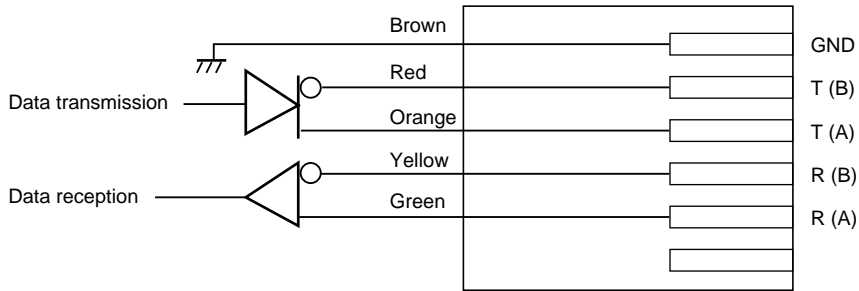 Brown
GND
Red
T (B)
Data transmission
Orange
T (A)
Yellow
R (B)
Data reception
Green
R (A)